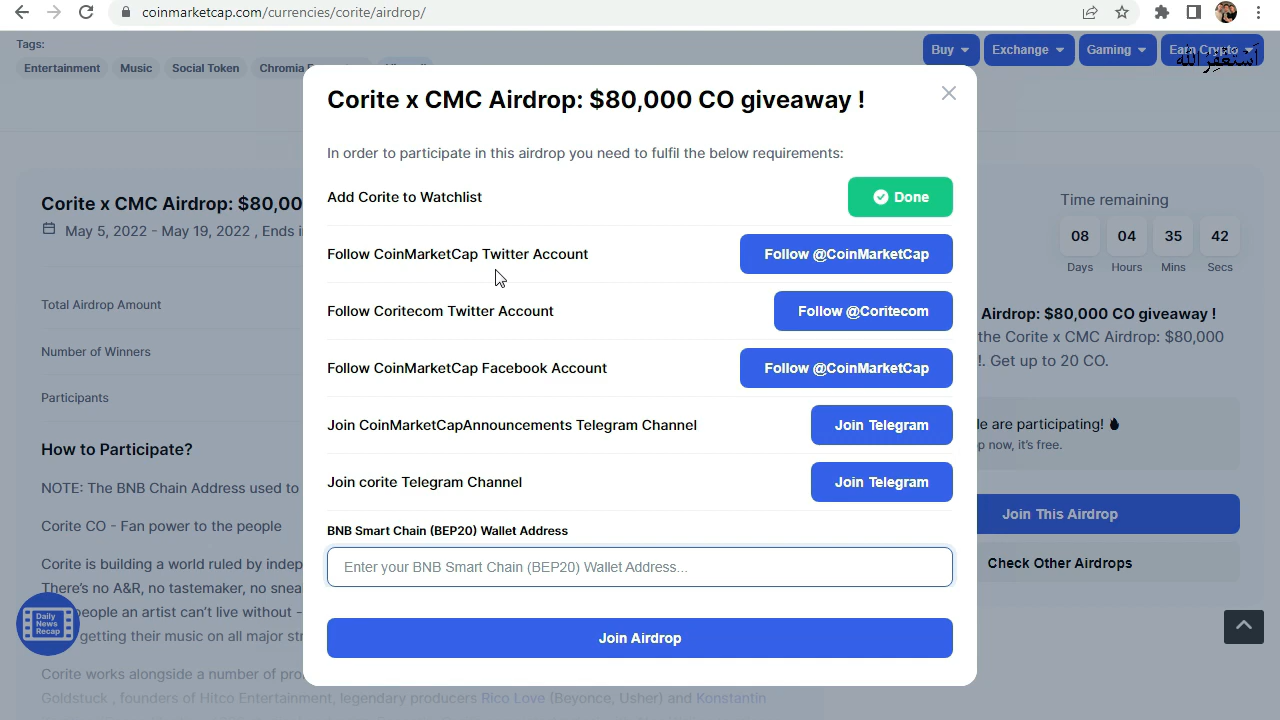 coinmarketcap.com/currencies/corite/airdrop/
Tags:
Entertainment
Music
Social Token
Chromia
Buy
Exchange
Gaming
Earn Crypto
أستغفر الله
Corite x CMC Airdrop: $80,000 CO giveaway !
In order to participate in this airdrop you need to fulfil the below requirements:
Add Corite to Watchlist
Done
Follow CoinMarketCap Twitter Account
Follow @CoinMarketCap
Follow Coritecom Twitter Account
Follow @Coritecom
Follow CoinMarketCap Facebook Account
Follow @CoinMarketCap
Join CoinMarketCapAnnouncements Telegram Channel
Join Telegram
Join corite Telegram Channel
Join Telegram
BNB Smart Chain (BEP20) Wallet Address
Enter your BNB Smart Chain (BEP20) Wallet Address...
Join Airdrop
Corite x CMC Airdrop: $80,00
May 5, 2022 - May 19, 2022 , Ends i
Total Airdrop Amount
Number of Winners
Participants
How to Participate?
NOTE: The BNB Chain Address used to
Corite CO - Fan power to the people
Corite is building a world ruled by indep
There's no A&R, no tastemaker, no snea
people an artist can't live without -
getting their music on all major str
Corite works alongside a number of pro
Goldstuck , founders of Hitco Entertainment, legendary producers Rico Love (Beyonce, Usher) and Konstantin
Daily
News
Recap
Time remaining
08 04 35 42
Days Hours Mins Secs
Airdrop: $80,000 CO giveaway !
the Corite x CMC Airdrop: $80,000
!. Get up to 20 CO.
le are participating!
p now, it's free.
Join This Airdrop
Check Other Airdrops